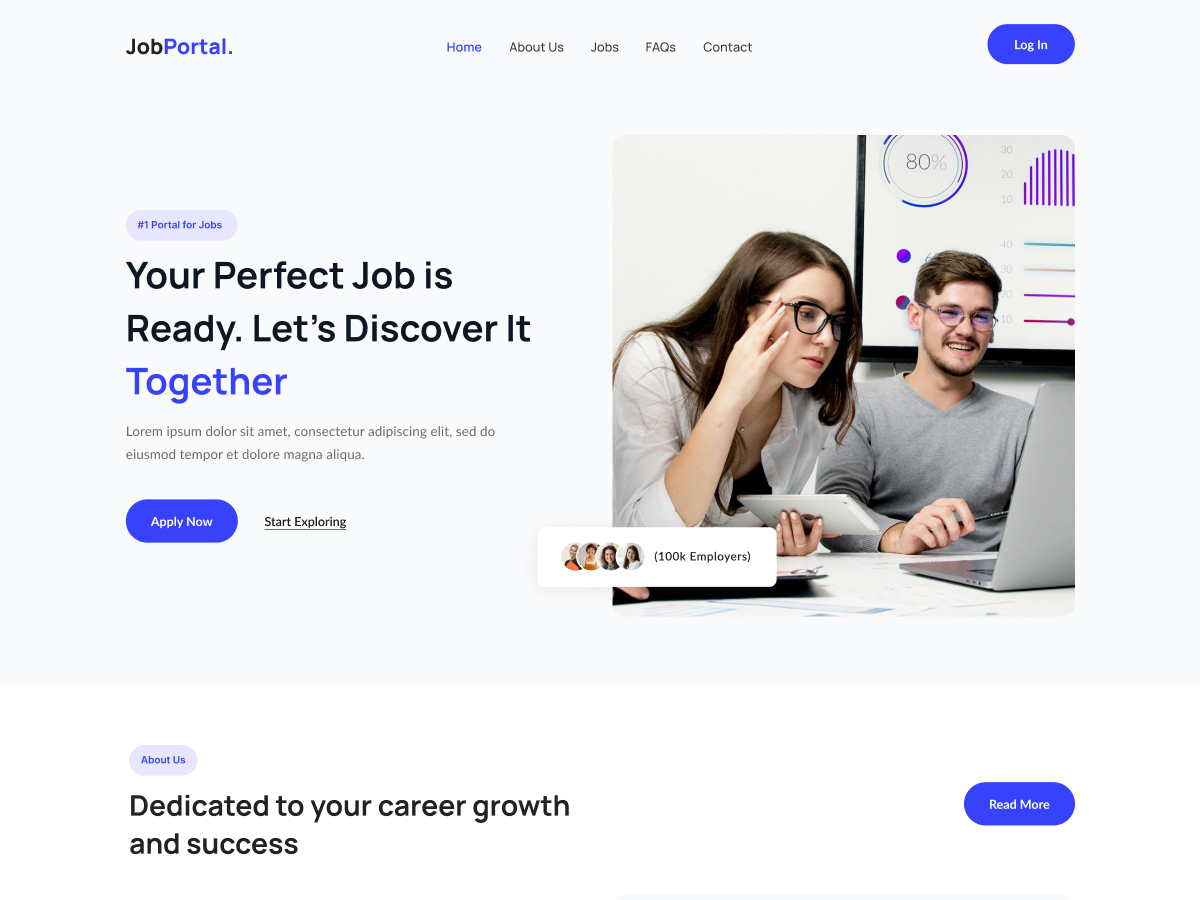 JobPortal.
Home
About Us
Jobs
FAQs
Contact
Log In
#1 Portal for Jobs
Your Perfect Job is
Ready. Let's Discover It
Together
Lorem ipsum dolor sit amet, consectetur adipiscing elit, sed do
eiusmod tempor et dolore magna aliqua.
Apply Now
Start Exploring
80%
30
20
10
40
30
20
10
(100k Employers)
About Us
Dedicated to your career growth
and success
Read More